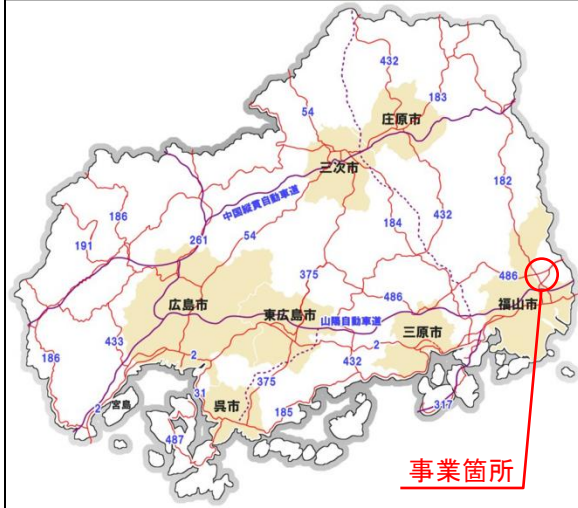 432
183
54
庄原市
三次市
182
中国縦貫自動車道
186
191
261
54
184
432
375
486
486
広島市
東広島市
山陽自動車道
三原市
福山市
433
2
2
432
186
375
31
185
宮島
2
呉市
317
487
事業箇所